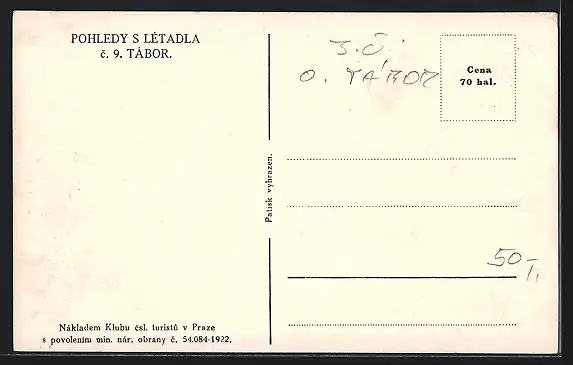 POHLEDY S LÉTADLA
č. 9. TÁBOR.
Nákladem Klubu čsl. turistů v Praze
s povolením min. nár. obrany č. 54.084-1922.
Patisk vyhrazen.
O. TÁBOR
Cena
70 hal.
50